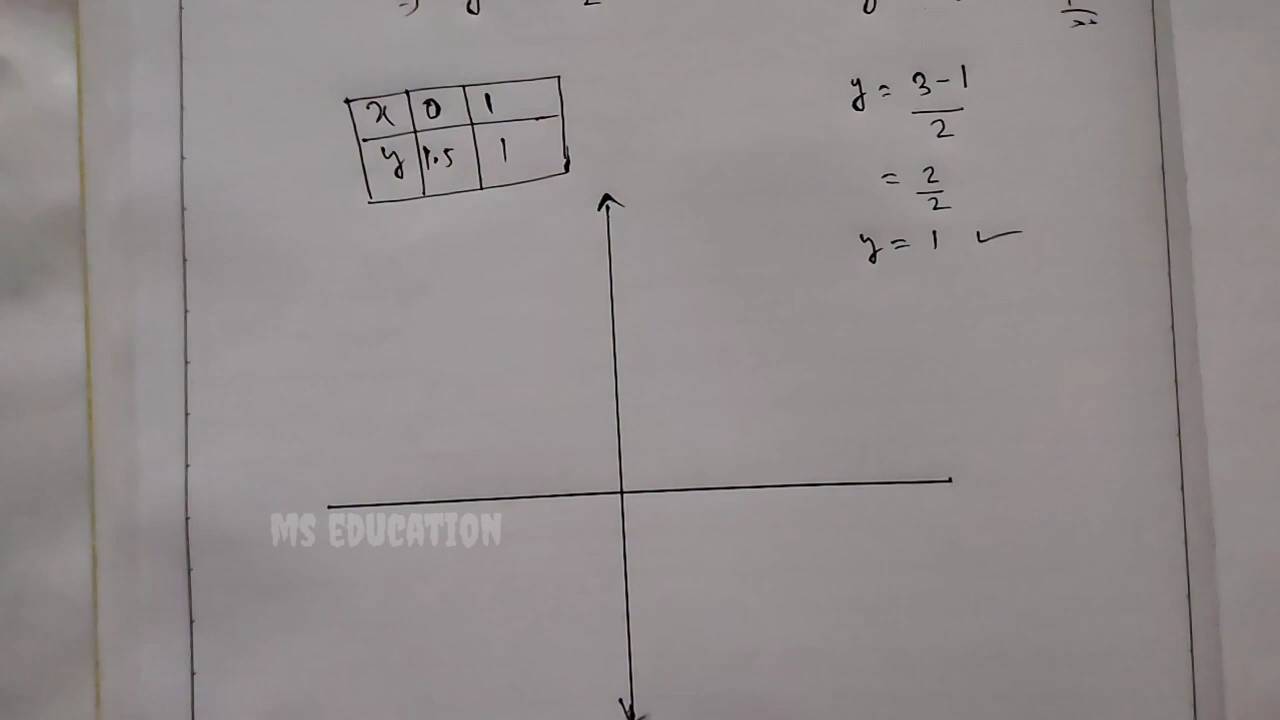 x 0 1
y 1.5 1
y = 3-1
2
= 2
2
y = 1 ✓
MS EDUCATION